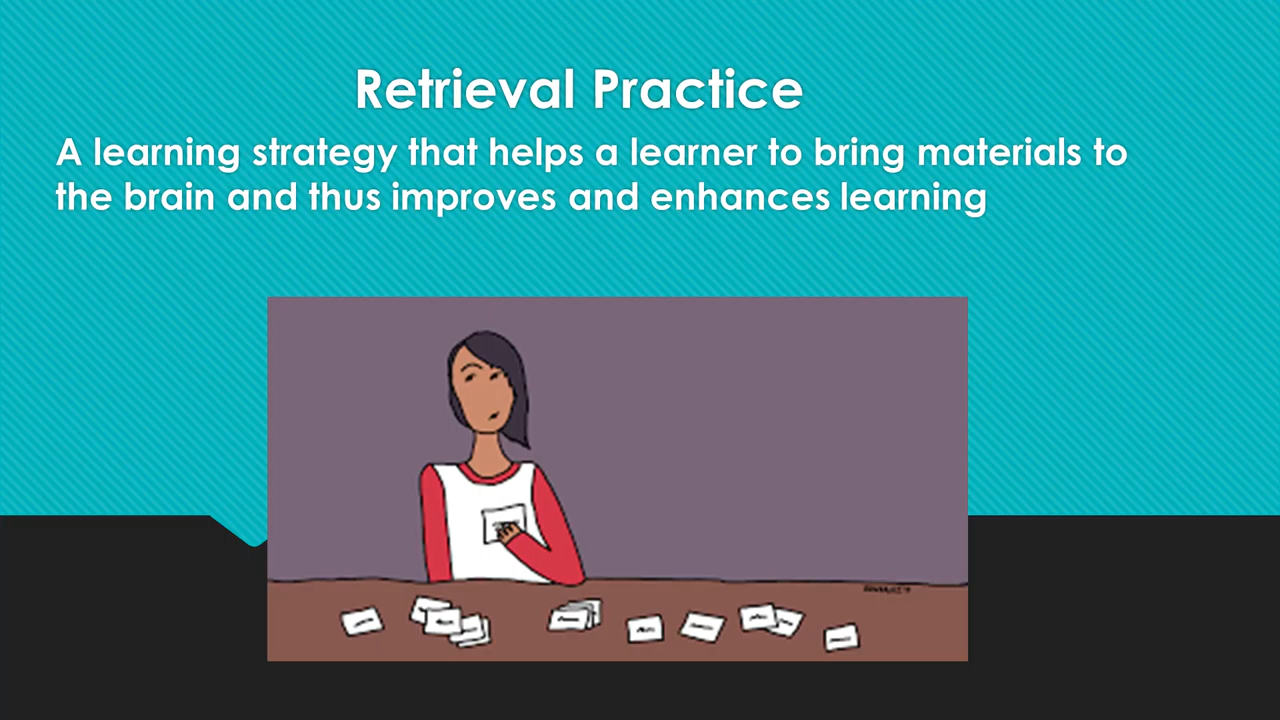 Retrieval Practice
A learning strategy that helps a learner to bring materials to
the brain and thus improves and enhances learning